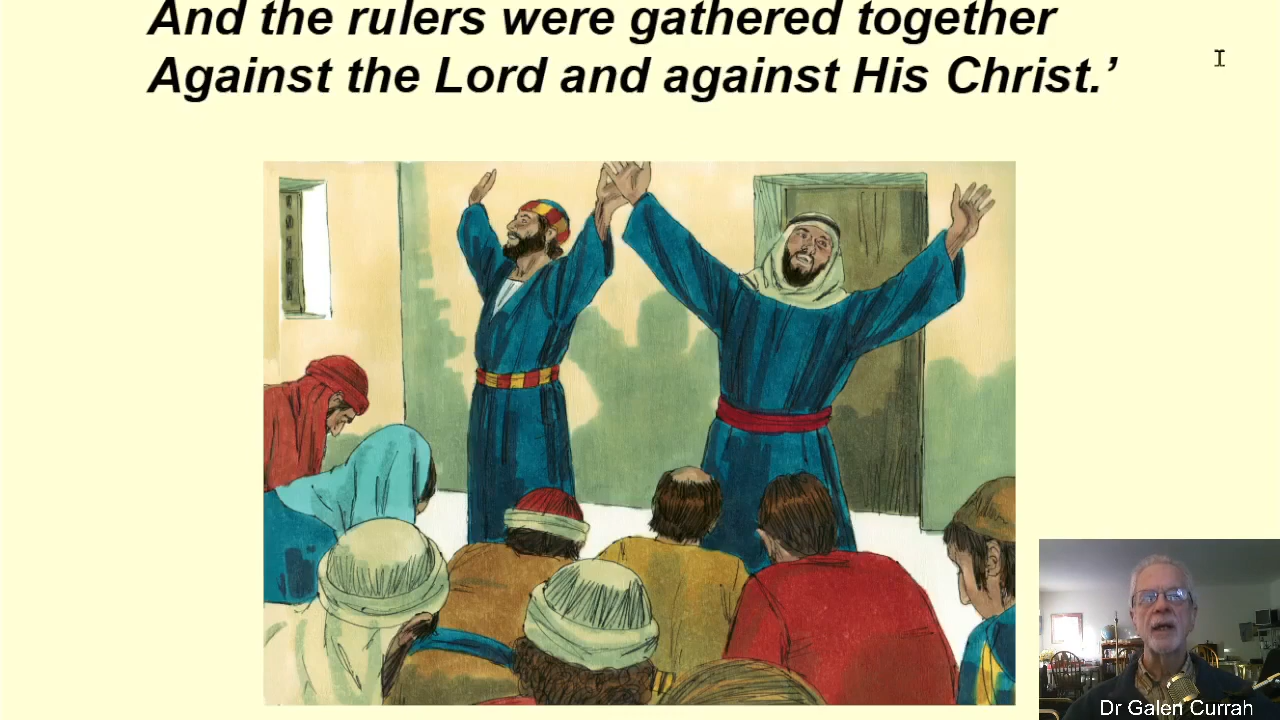 And the rulers were gathered together
Against the Lord and against His Christ.’
Dr Galen Currah